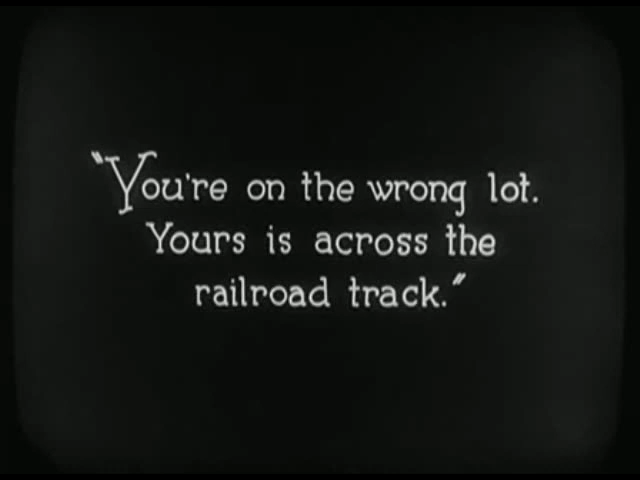 "You're on the wrong lot.
Yours is across the
railroad track."